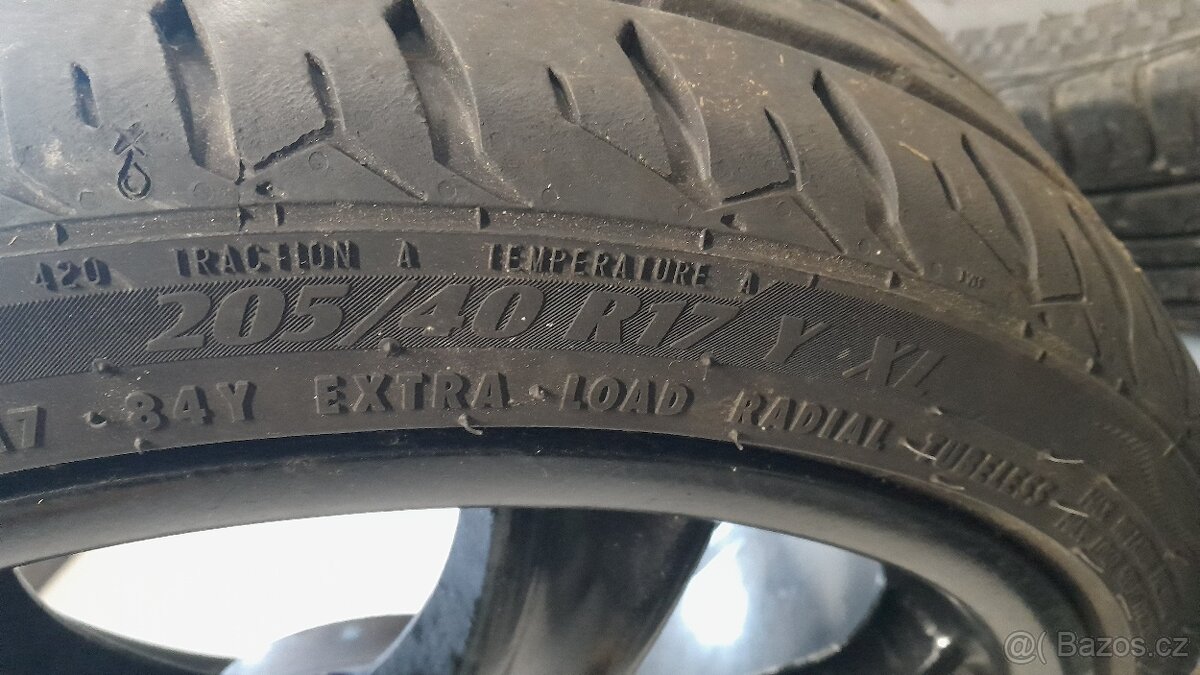 420 TRACTION A TEMPERATURE A
205/40 R17 Y · XL
· 84Y EXTRA · LOAD RADIAL TUBELESS
@( Bazos.cz